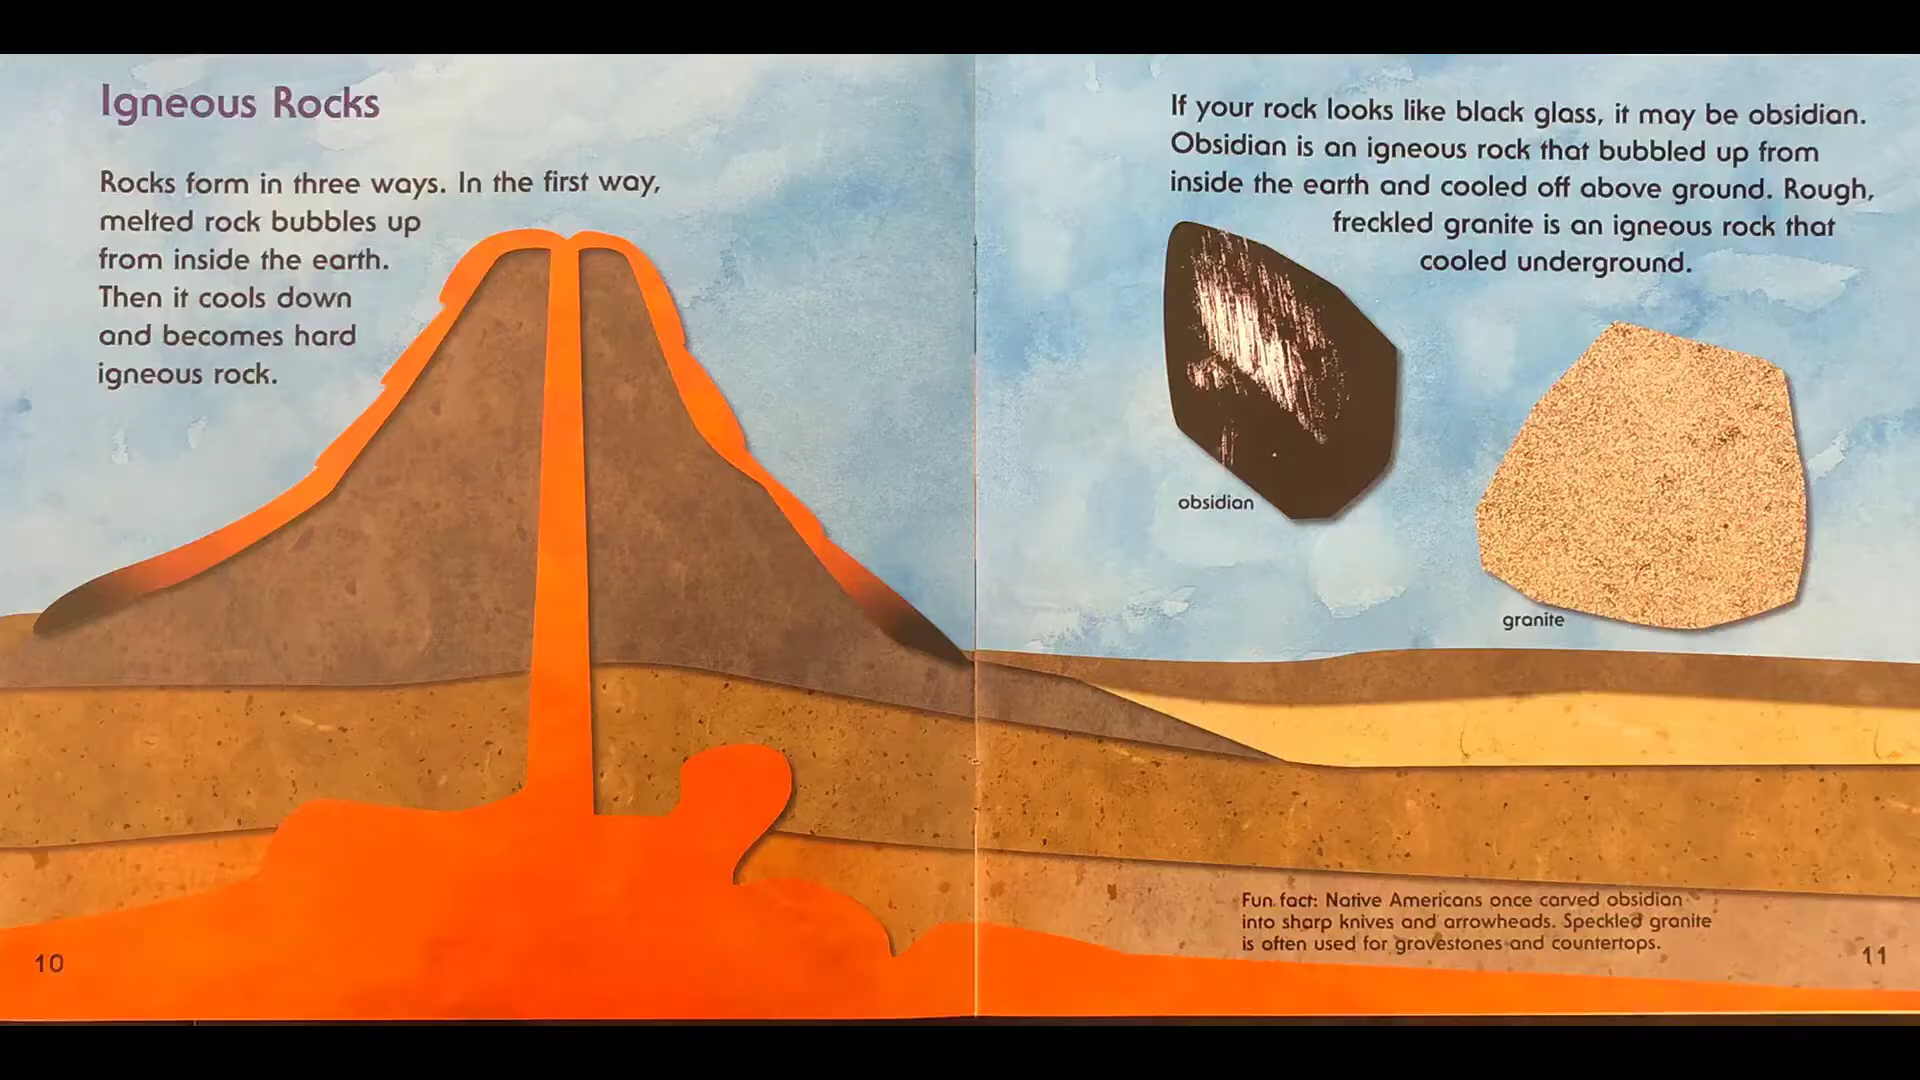 Igneous Rocks
Rocks form in three ways. In the first way,
melted rock bubbles up
from inside the earth.
Then it cools down
and becomes hard
igneous rock.
10
If your rock looks like black glass, it may be obsidian.
Obsidian is an igneous rock that bubbled up from
inside the earth and cooled off above ground. Rough,
freckled granite is an igneous rock that
cooled underground.
obsidian
granite
Fun fact: Native Americans once carved obsidian
into sharp knives and arrowheads. Speckled granite
is often used for gravestones and countertops.
11